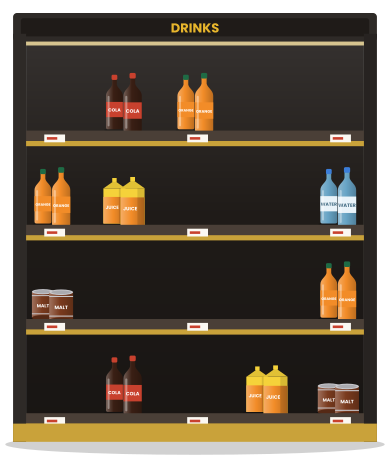 DRINKS
COLA COLA ORANGE ORANGE
ORANGE ORANGE JUICE JUICE WATER WATER
ORANGE ORANGE
MALT MALT
COLA COLA JUICE JUICE MALT MALT